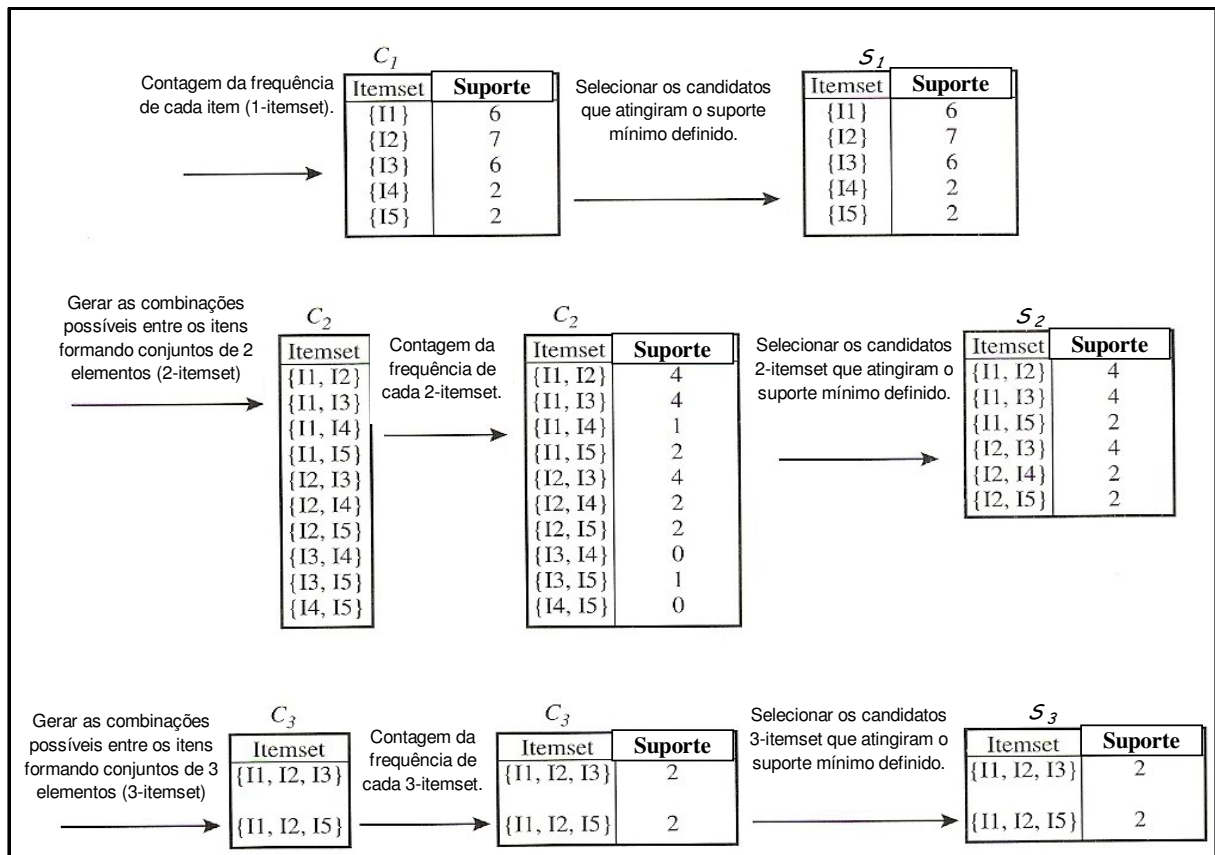 C1
Contagem da frequência
de cada item (1-itemset).
Itemset Suporte
{I1} 6
{I2} 7
{I3} 6
{I4} 2
{I5} 2
Selecionar os candidatos
que atingiram o suporte
mínimo definido.
S1
Itemset Suporte
{I1} 6
{I2} 7
{I3} 6
{I4} 2
{I5} 2
Gerar as combinações
possíveis entre os itens
formando conjuntos de 2
elementos (2-itemset)
C2
Itemset
{I1, I2}
{I1, I3}
{I1, I4}
{I1, I5}
{I2, I3}
{I2, I4}
{I2, I5}
{I3, I4}
{I3, I5}
{I4, I5}
Contagem da
frequência de
cada 2-itemset.
C2
Itemset Suporte
{I1, I2} 4
{I1, I3} 4
{I1, I4} 1
{I1, I5} 2
{I2, I3} 4
{I2, I4} 2
{I2, I5} 2
{I3, I4} 0
{I3, I5} 1
{I4, I5} 0
Selecionar os candidatos
2-itemset que atingiram o
suporte mínimo definido.
S2
Itemset Suporte
{I1, I2} 4
{I1, I3} 4
{I1, I5} 2
{I2, I3} 4
{I2, I4} 2
{I2, I5} 2
Gerar as combinações
possíveis entre os itens
formando conjuntos de 3
elementos (3-itemset)
C3
Itemset
{I1, I2, I3}
{I1, I2, I5}
Contagem da
frequência de
cada 3-itemset.
C3
Itemset Suporte
{I1, I2, I3} 2
{I1, I2, I5} 2
Selecionar os candidatos
3-itemset que atingiram o
suporte mínimo definido.
S3
Itemset Suporte
{I1, I2, I3} 2
{I1, I2, I5} 2